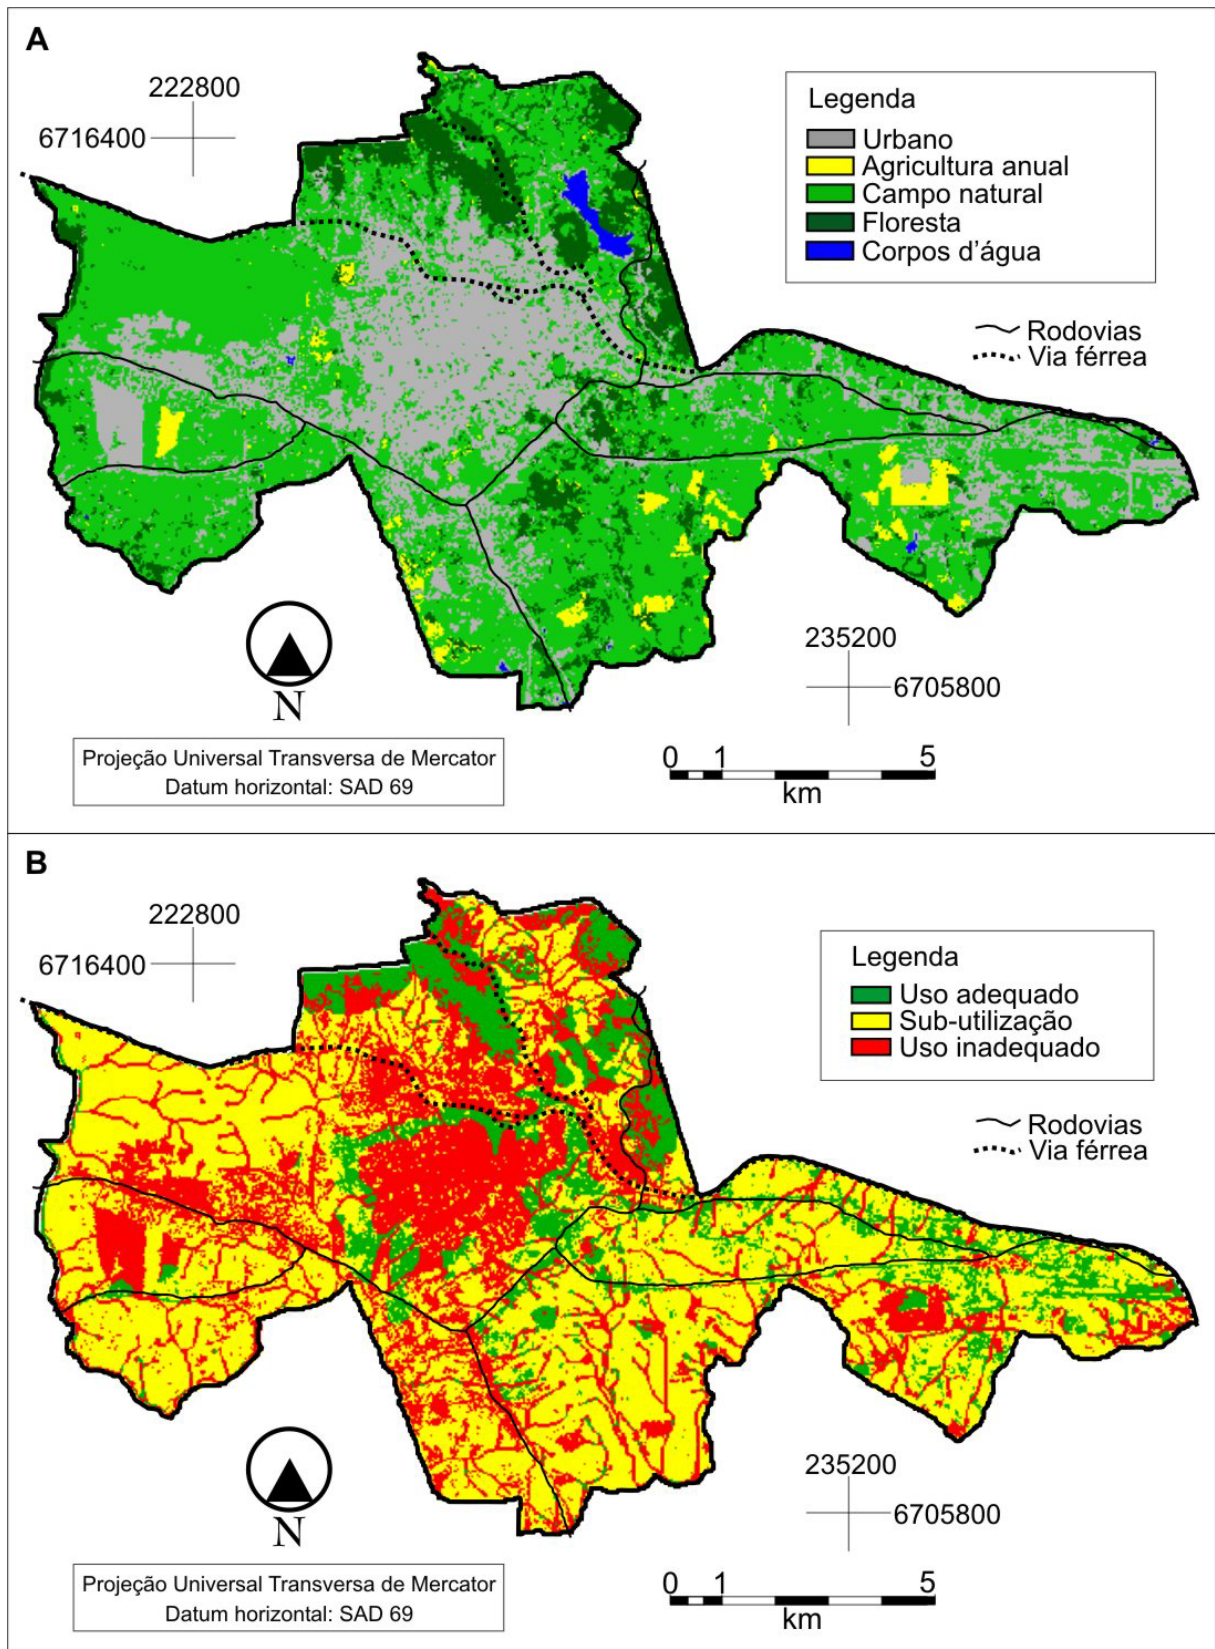 A
222800
6716400
Legenda
Urbano
Agricultura anual
Campo natural
Floresta
Corpos d’água
Rodovias
Via férrea
N
235200
6705800
Projeção Universal Transversa de Mercator
Datum horizontal: SAD 69
0 1 5
km
B
222800
6716400
Legenda
Uso adequado
Sub-utilização
Uso inadequado
Rodovias
Via férrea
N
235200
6705800
Projeção Universal Transversa de Mercator
Datum horizontal: SAD 69
0 1 5
km